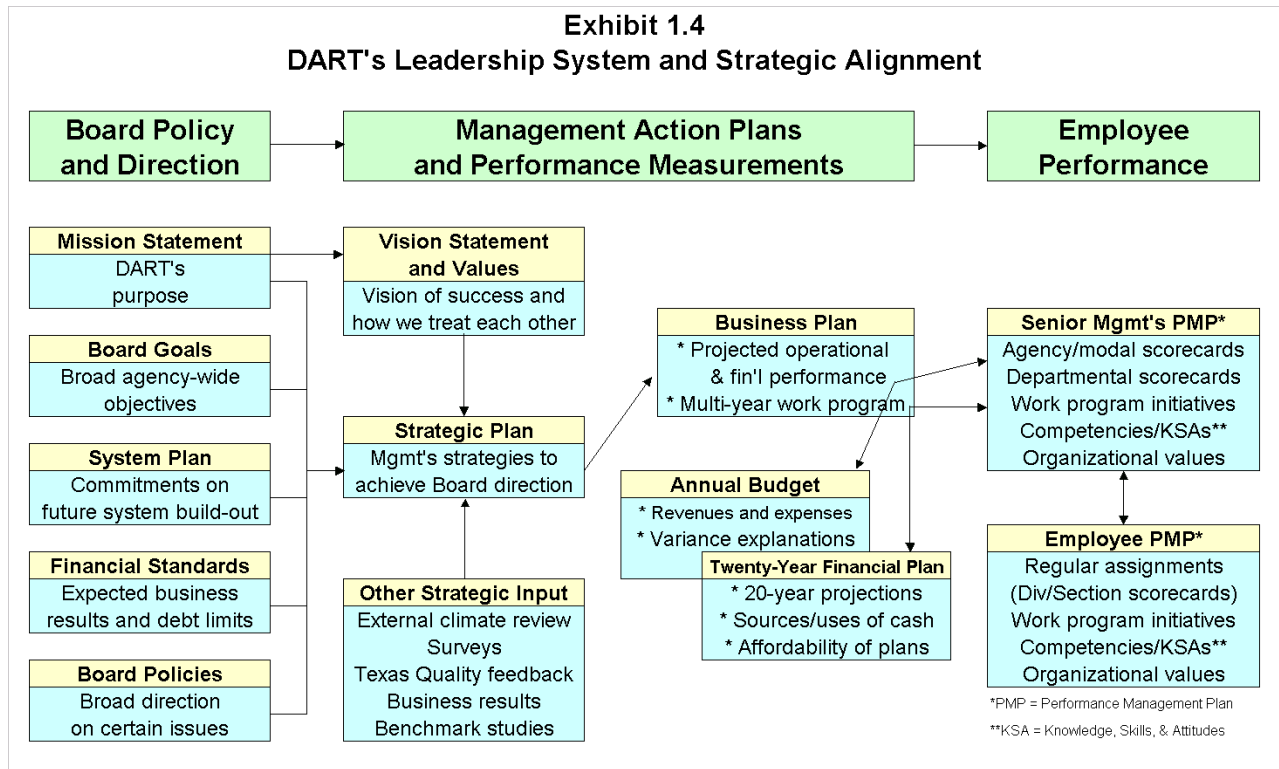 Exhibit 1.4
DART's Leadership System and Strategic Alignment
Board Policy
and Direction
Management Action Plans
and Performance Measurements
Employee
Performance
Mission Statement
DART's
purpose
Board Goals
Broad agency-wide
objectives
System Plan
Commitments on
future system build-out
Financial Standards
Expected business
results and debt limits
Board Policies
Broad direction
on certain issues
Vision Statement
and Values
Vision of success and
how we treat each other
Strategic Plan
Mgmt's strategies to
achieve Board direction
Other Strategic Input
External climate review
Surveys
Texas Quality feedback
Business results
Benchmark studies
Business Plan
* Projected operational
& fin'l performance
* Multi-year work program
Annual Budget
* Revenues and expenses
* Variance explanations
Twenty-Year Financial Plan
* 20-year projections
* Sources/uses of cash
* Affordability of plans
Senior Mgmt's PMP*
Agency/modal scorecards
Departmental scorecards
Work program initiatives
Competencies/KSAs**
Organizational values
Employee PMP*
Regular assignments
(Div/Section scorecards)
Work program initiatives
Competencies/KSAs**
Organizational values
*PMP = Performance Management Plan
**KSA = Knowledge, Skills, & Attitudes